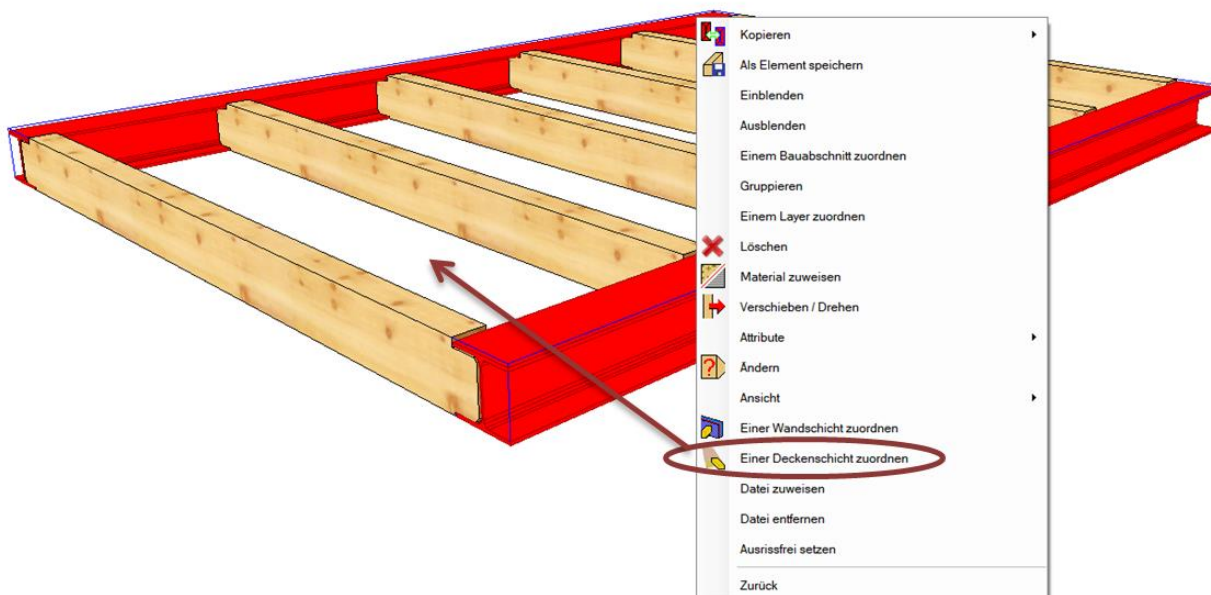 Kopieren
Als Element speichern
Einblenden
Ausblenden
Einem Bauabschnitt zuordnen
Gruppieren
Einem Layer zuordnen
Löschen
Material zuweisen
Verschieben / Drehen
Attribute
Ändern
Ansicht
Einer Wandschicht zuordnen
Einer Deckenschicht zuordnen
Datei zuweisen
Datei entfernen
Ausrissfrei setzen
Zurück